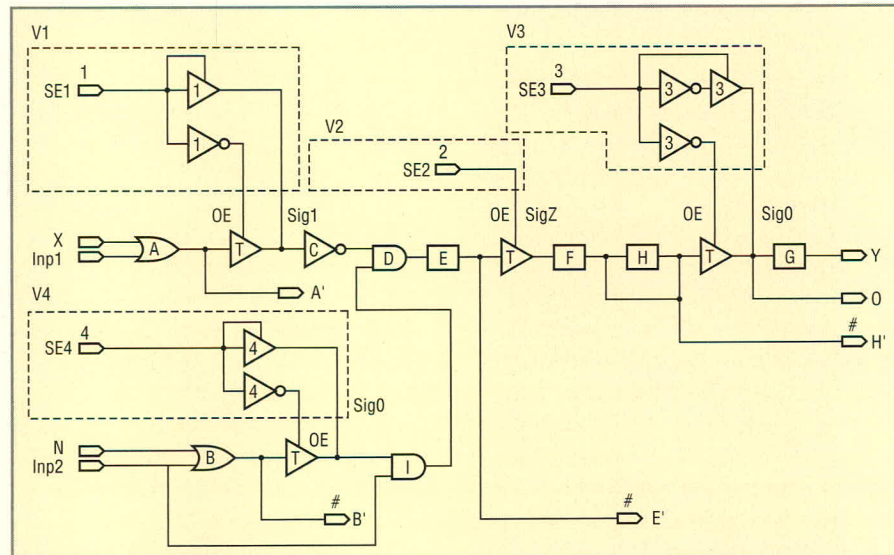 V1
1
SE1
1
1
V2
2
SE2
V3
3
SE3
3
3
3
OE
Sig1
X
Inp1
A
T
C
A'
D
E
OE
SigZ
T
F
H
OE
Sig0
T
G
Y
O
#
H'
V4
4
SE4
4
4
Sig0
OE
N
Inp2
B
T
I
#
B'
#
E'